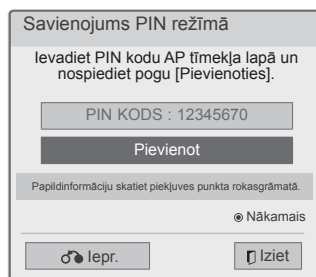 Savienojums PIN režīmā
Ievadiet PIN kodu AP tīmekļa lapā un
nospiediet pogu [Pievienoties].
PIN KODS : 12345670
Pievienot
Papildinformāciju skatiet piekļuves punkta rokasgrāmatā.
Nākamais
Iepr.
Iziet